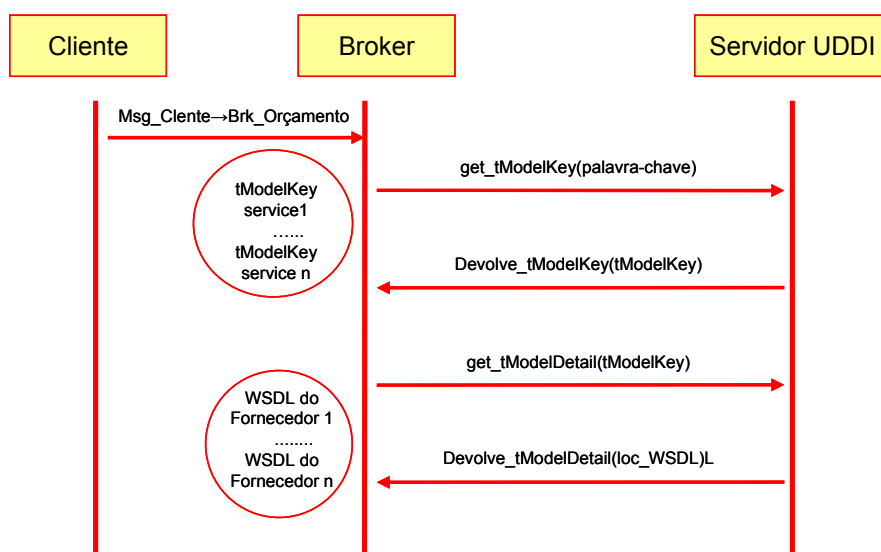 Cliente
Broker
Servidor UDDI
Msg_Clente→Brk_Orçamento
get_tModelKey(palavra-chave)
tModelKey
service1
…...
tModelKey
service n
Devolve_tModelKey(tModelKey)
get_tModelDetail(tModelKey)
WSDL do
Fornecedor 1
........
WSDL do
Fornecedor n
Devolve_tModelDetail(loc_WSDL)L